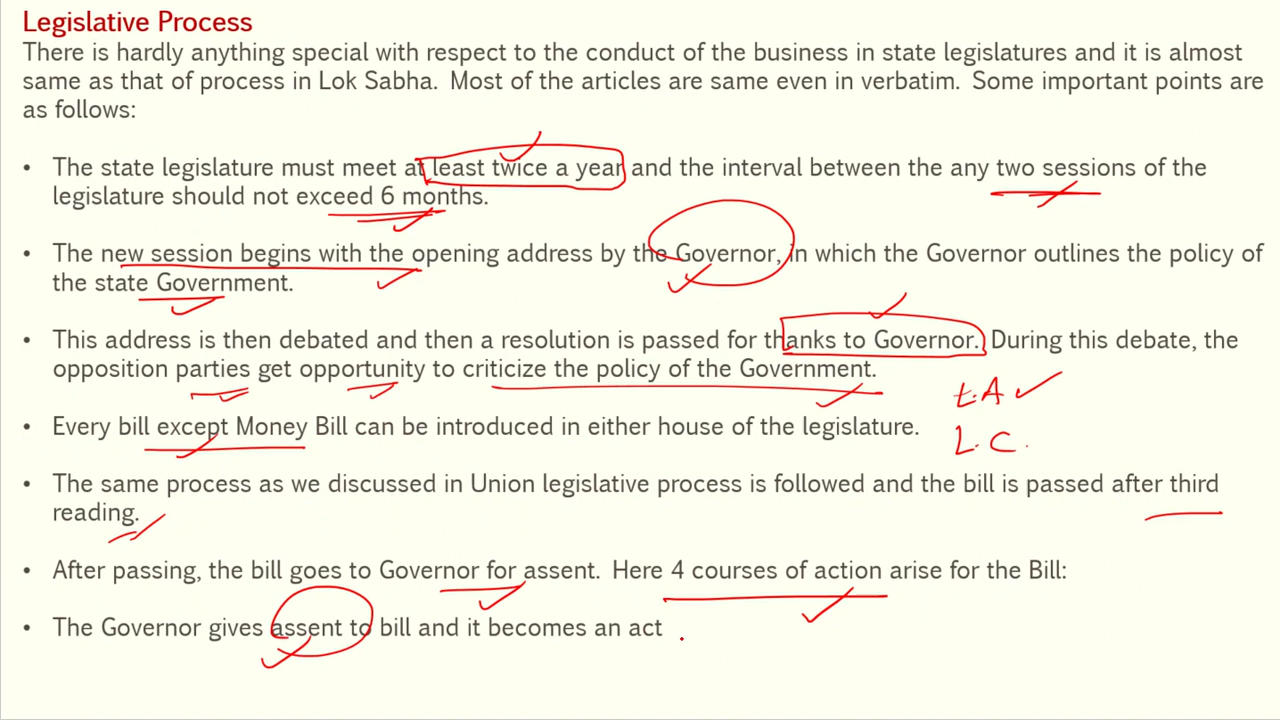 Legislative Process
There is hardly anything special with respect to the conduct of the business in state legislatures and it is almost
same as that of process in Lok Sabha. Most of the articles are same even in verbatim. Some important points are
as follows:
• The state legislature must meet at least twice a year and the interval between the any two sessions of the
legislature should not exceed 6 months.
• The new session begins with the opening address by the Governor, in which the Governor outlines the policy of
the state Government.
• This address is then debated and then a resolution is passed for thanks to Governor. During this debate, the
opposition parties get opportunity to criticize the policy of the Government.
L.A
• Every bill except Money Bill can be introduced in either house of the legislature.
L.C.
• The same process as we discussed in Union legislative process is followed and the bill is passed after third
reading.
• After passing, the bill goes to Governor for assent. Here 4 courses of action arise for the Bill:
• The Governor gives assent to bill and it becomes an act